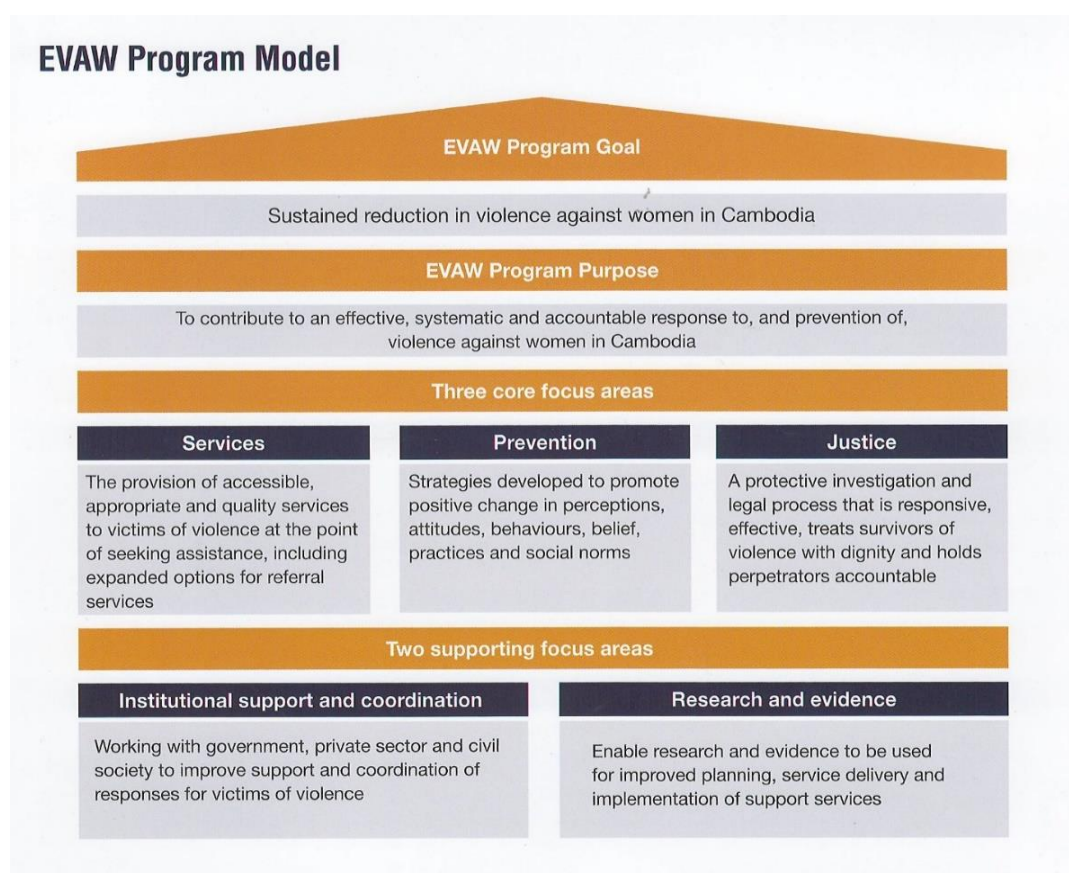 EVAW Program Model
EVAW Program Goal
Sustained reduction in violence against women in Cambodia
EVAW Program Purpose
To contribute to an effective, systematic and accountable response to, and prevention of,
violence against women in Cambodia
Three core focus areas
Services
The provision of accessible,
appropriate and quality services
to victims of violence at the point
of seeking assistance, including
expanded options for referral
services
Prevention
Strategies developed to promote
positive change in perceptions,
attitudes, behaviours, belief,
practices and social norms
Justice
A protective investigation and
legal process that is responsive,
effective, treats survivors of
violence with dignity and holds
perpetrators accountable
Two supporting focus areas
Institutional support and coordination
Working with government, private sector and civil
society to improve support and coordination of
responses for victims of violence
Research and evidence
Enable research and evidence to be used
for improved planning, service delivery and
implementation of support services